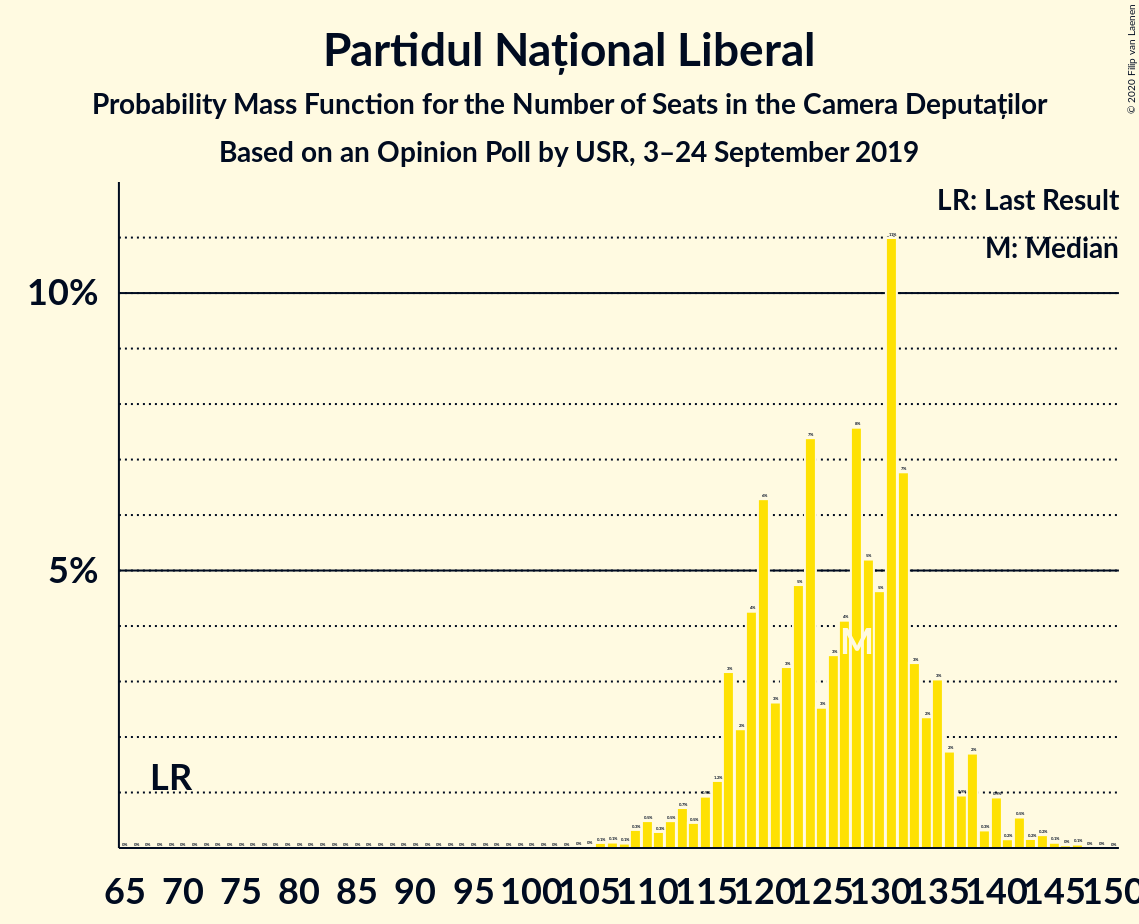 Partidul Național Liberal
Probability Mass Function for the Number of Seats in the Camera Deputaților
Based on an Opinion Poll by USR, 3–24 September 2019
© 2020 Filip van Laenen
LR: Last Result
M: Median
10%
5%
LR
M
65 70 75 80 85 90 95 100 105 110 115 120 125 130 135 140 145 150